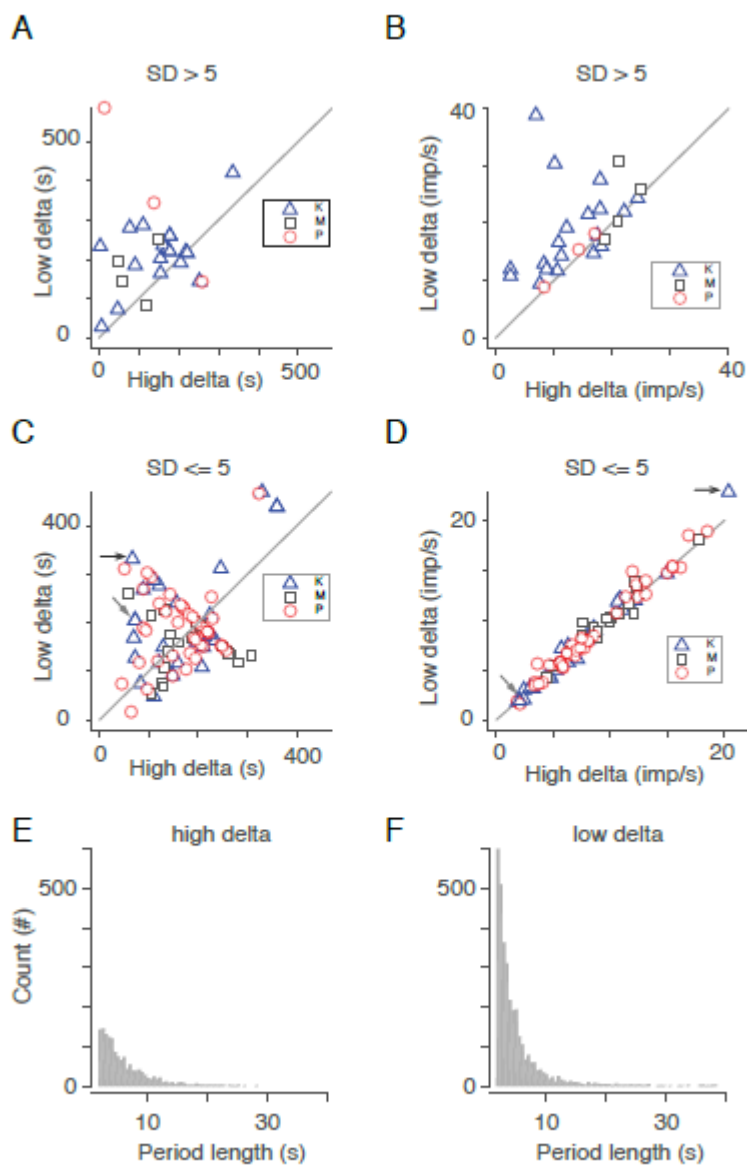 A
B
SD > 5
SD > 5
500
Low delta (s)
0
K
M
P
0
500
High delta (s)
40
Low delta (imp/s)
0
K
M
P
0
40
High delta (imp/s)
C
D
SD <= 5
SD <= 5
400
Low delta (s)
0
K
M
P
0
400
High delta (s)
20
Low delta (imp/s)
0
K
M
P
0
20
High delta (imp/s)
E
F
high delta
low delta
500
Count (#)
0
10
30
Period length (s)
500
0
10
30
Period length (s)